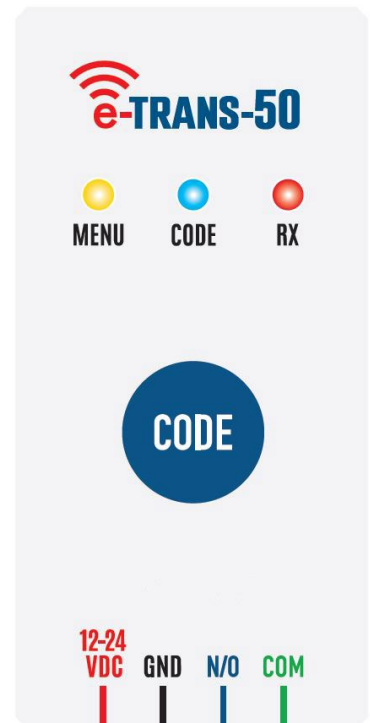 e-TRANS-50
MENU CODE RX
CODE
12-24
VDC GND N/O COM